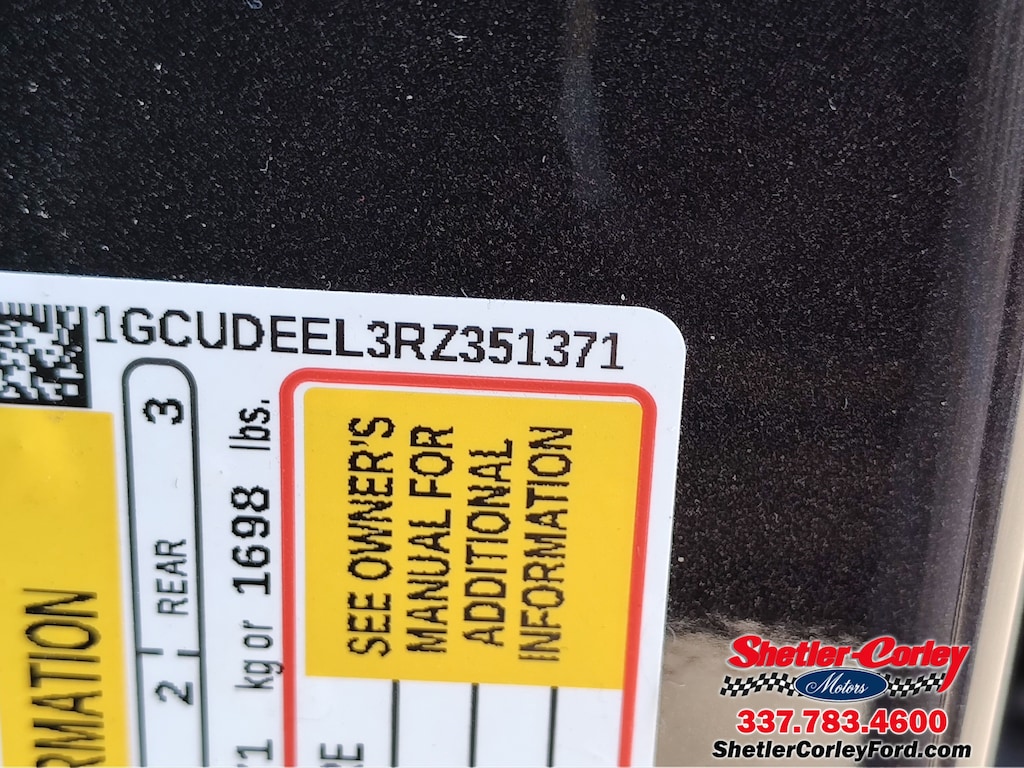 1GCUDEEL3RZ351371
2 REAR 3
kg or 1698 lbs.
SEE OWNER'S
MANUAL FOR
ADDITIONAL
INFORMATION
Shetler-Corley
Motors
337.783.4600
ShetlerCorleyFord.com